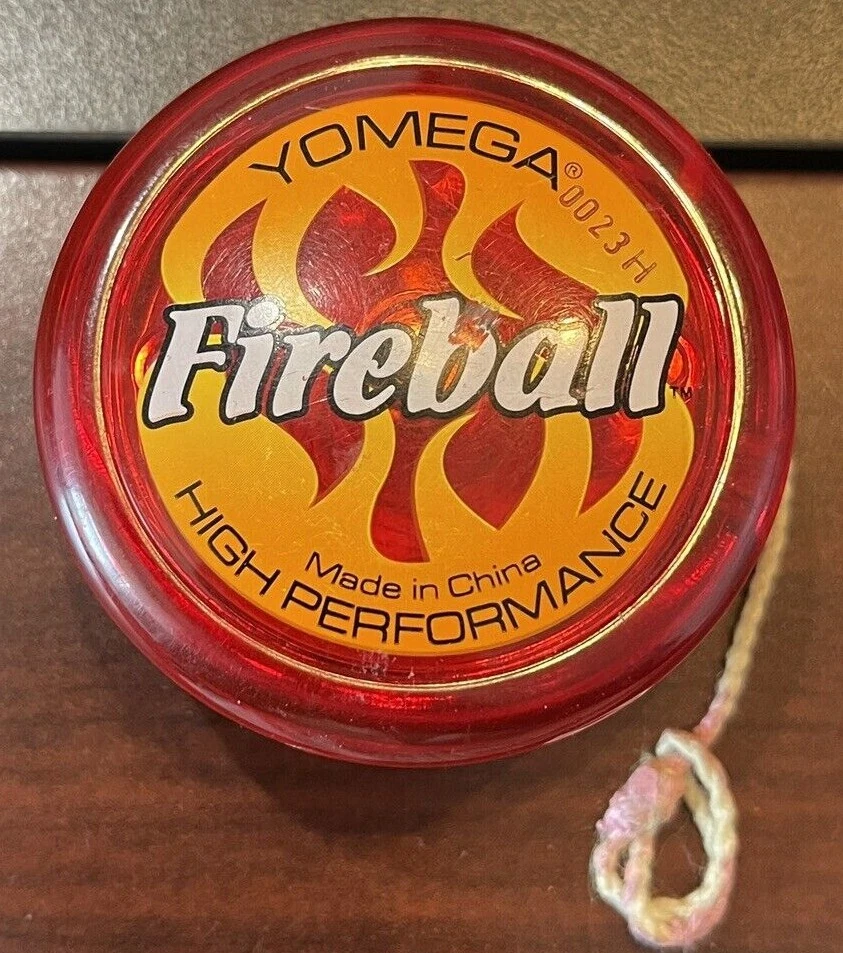 YOMEGA®
0023H
Fireball™
Made in China
HIGH PERFORMANCE